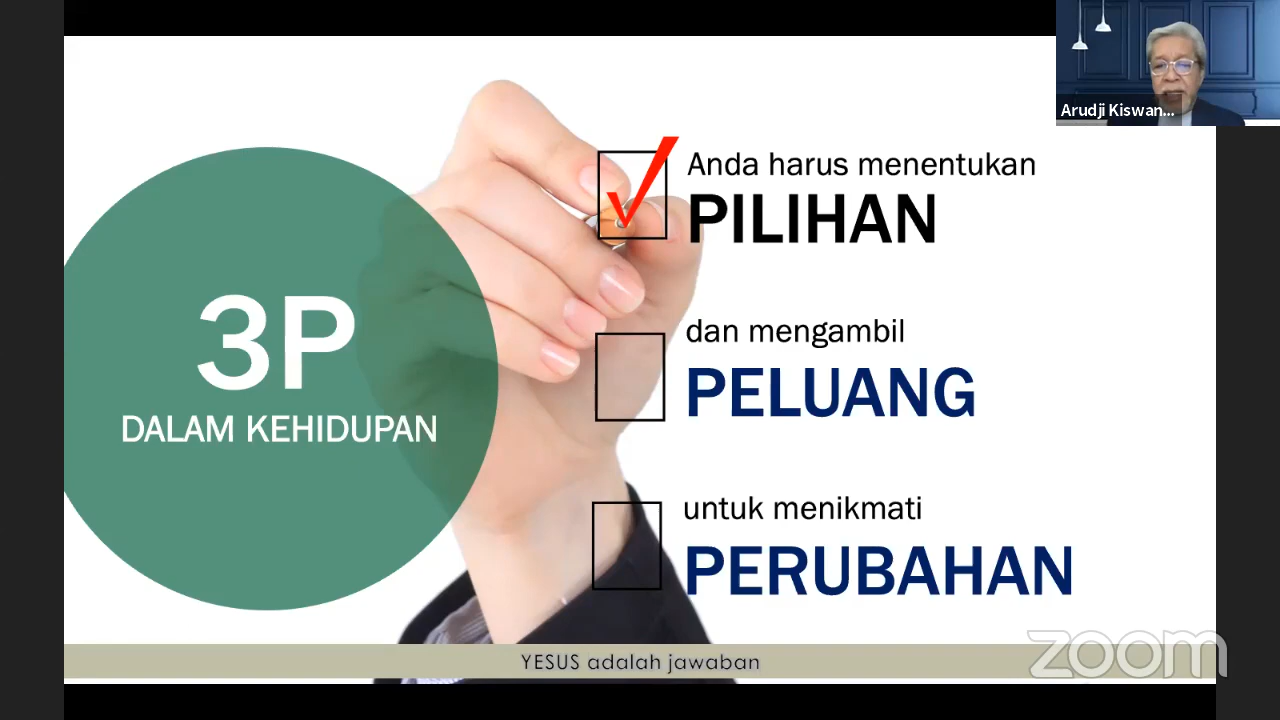 Arudji Kiswan...
Anda harus menentukan
PILIHAN
3P
DALAM KEHIDUPAN
dan mengambil
PELUANG
untuk menikmati
PERUBAHAN
YESUS adalah jawaban
zoom